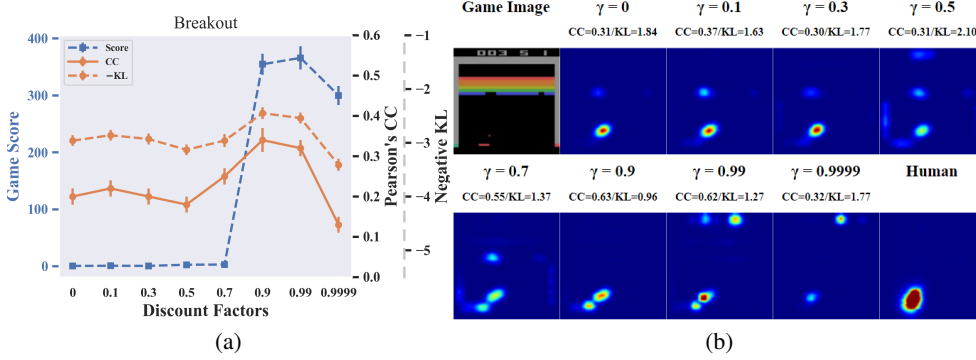 Breakout
Game Score
400
300
200
100
0
Score
CC
−KL
0 0.1 0.3 0.5 0.7 0.9 0.99 0.9999
Discount Factors
0.6
0.5
0.4
0.3
0.2
0.1
0.0
Pearson's CC
−1
−2
−3
−4
−5
Negative KL
(a)
Game Image γ = 0 γ = 0.1 γ = 0.3 γ = 0.5
CC=0.31/KL=1.84 CC=0.37/KL=1.63 CC=0.30/KL=1.77 CC=0.31/KL=2.10
003 5 1
γ = 0.7 γ = 0.9 γ = 0.99 γ = 0.9999 Human
CC=0.55/KL=1.37 CC=0.63/KL=0.96 CC=0.62/KL=1.27 CC=0.32/KL=1.77
(b)